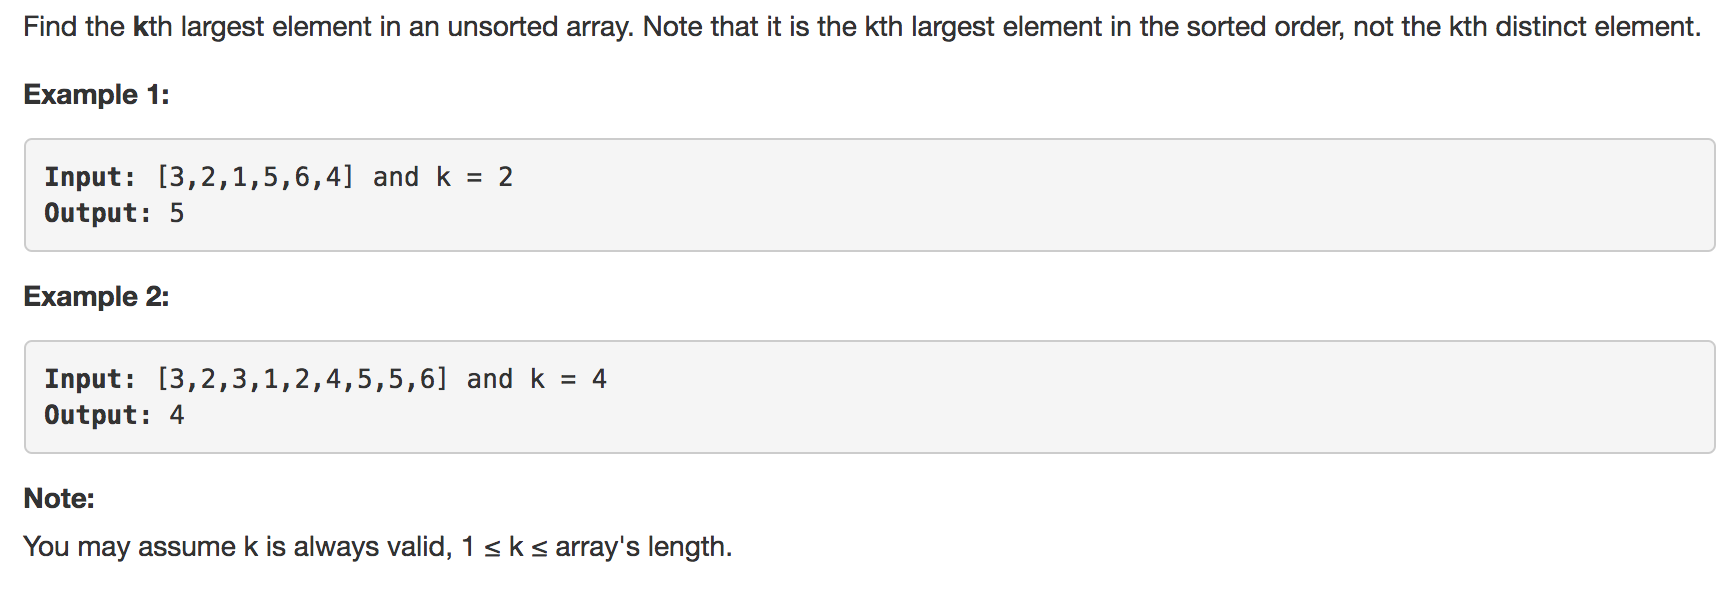 Find the kth largest element in an unsorted array. Note that it is the kth largest element in the sorted order, not the kth distinct element.
Example 1:
Input: [3,2,1,5,6,4] and k = 2
Output: 5
Example 2:
Input: [3,2,3,1,2,4,5,5,6] and k = 4
Output: 4
Note:
You may assume k is always valid, 1 ≤ k ≤ array's length.